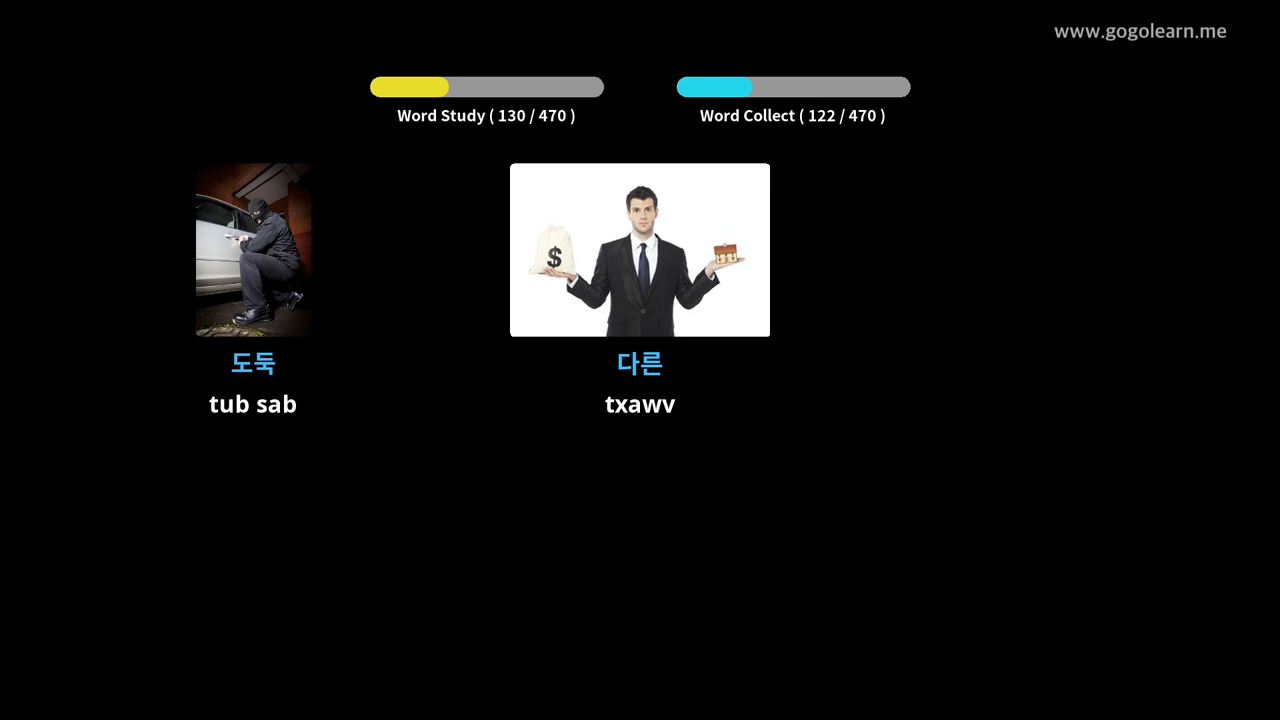 www.gogolearn.me
Word Study ( 130 / 470 )
Word Collect ( 122 / 470 )
$
도둑
tub sab
다른
txawv